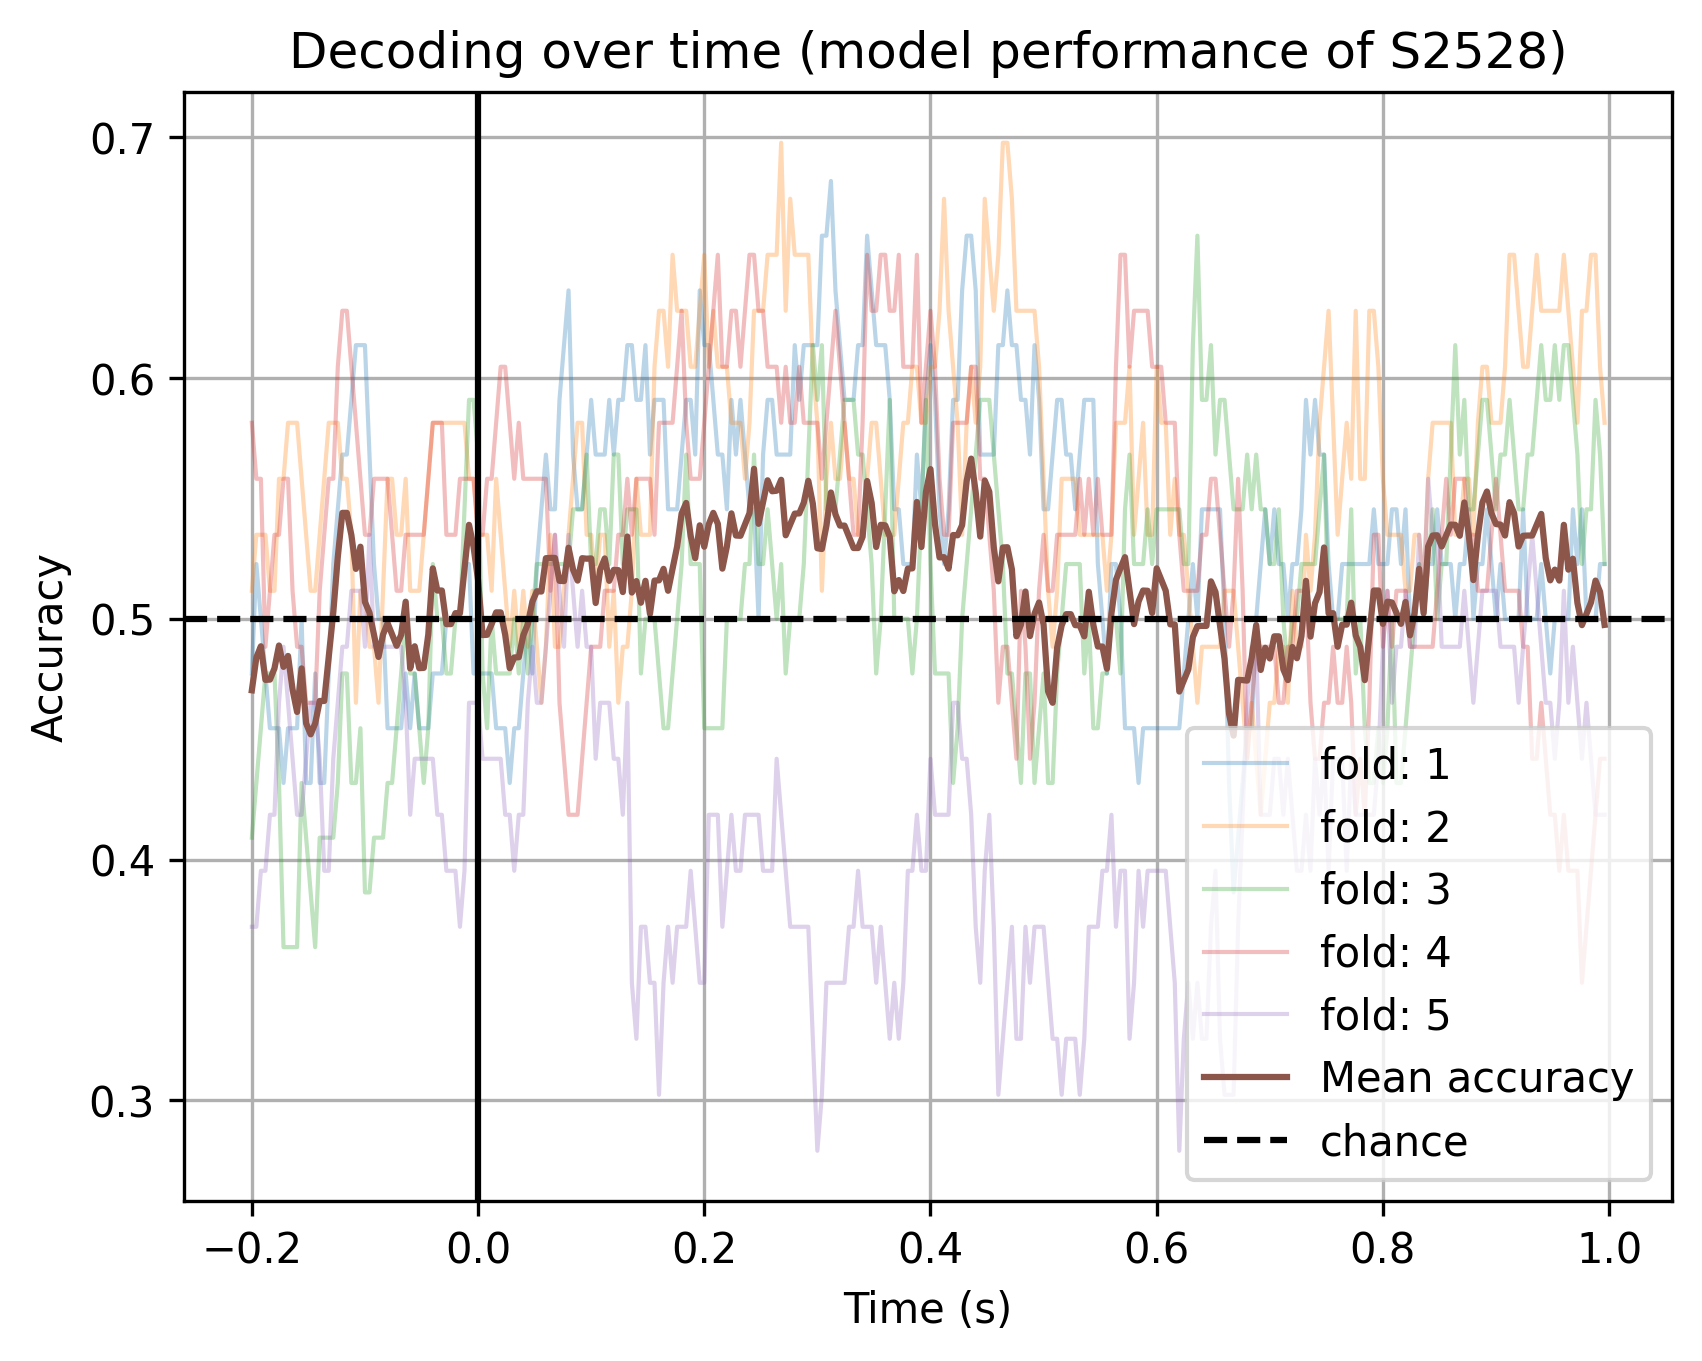 Decoding over time (model performance of S2528)
Accuracy
0.7
0.6
0.5
0.4
0.3
fold: 1
fold: 2
fold: 3
fold: 4
fold: 5
Mean accuracy
chance
−0.2 0.0 0.2 0.4 0.6 0.8 1.0
Time (s)